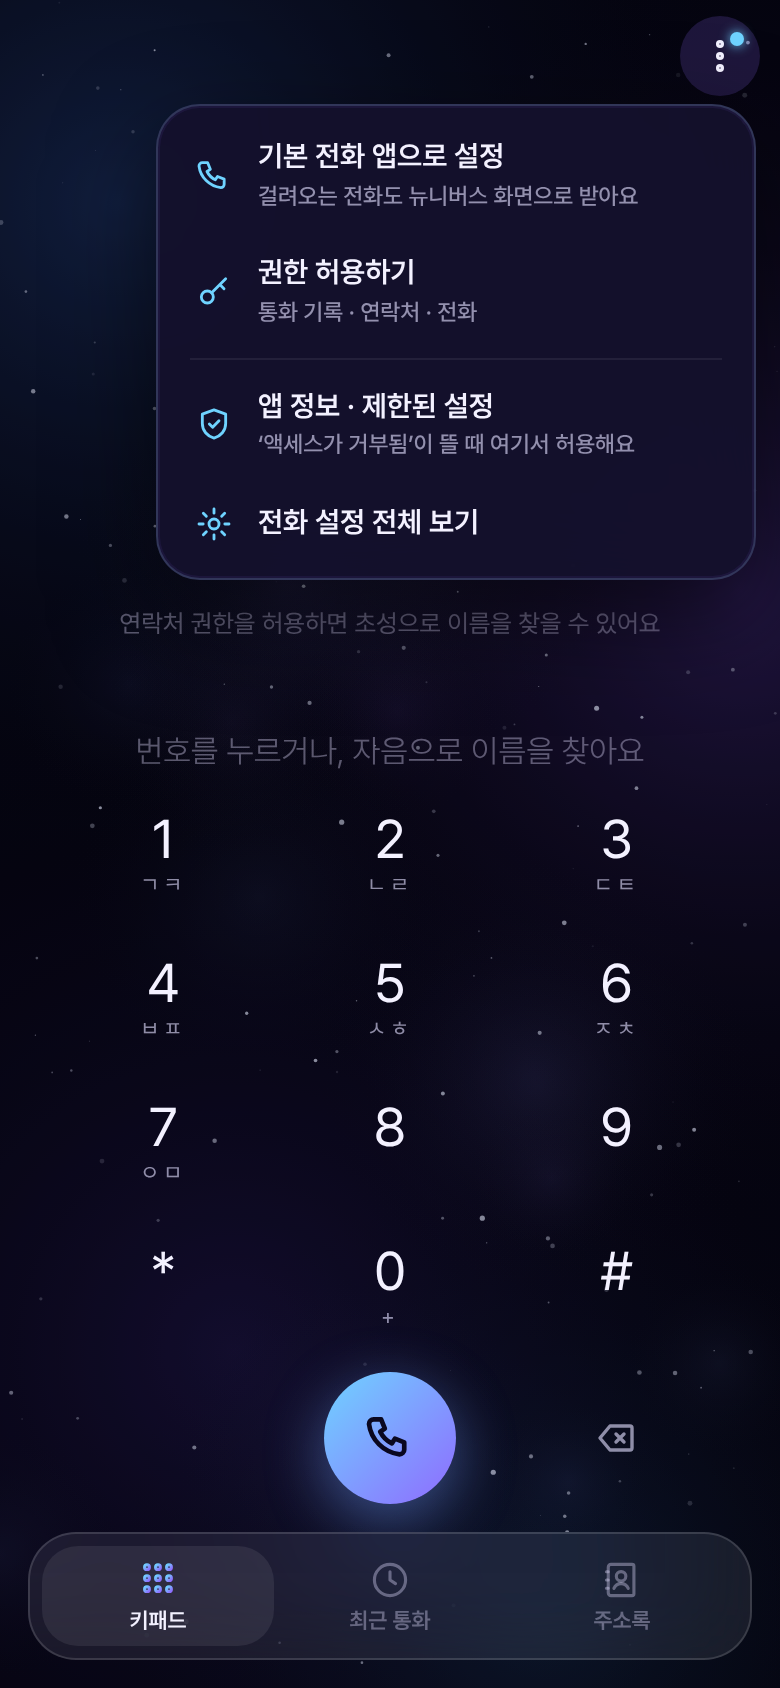 기본 전화 앱으로 설정
걸려오는 전화도 뉴니버스 화면으로 받아요
권한 허용하기
통화 기록 · 연락처 · 전화
앱 정보 · 제한된 설정
‘액세스가 거부됨’이 뜰 때 여기서 허용해요
전화 설정 전체 보기
연락처 권한을 허용하면 초성으로 이름을 찾을 수 있어요
번호를 누르거나, 자음으로 이름을 찾아요
1 2 3
ㄱㅋ ㄴㄹ ㄷㅌ
4 5 6
ㅂㅍ ㅅㅎ ㅈㅊ
7 8 9
ㅇㅁ
* 0 #
+
키패드 최근 통화 주소록